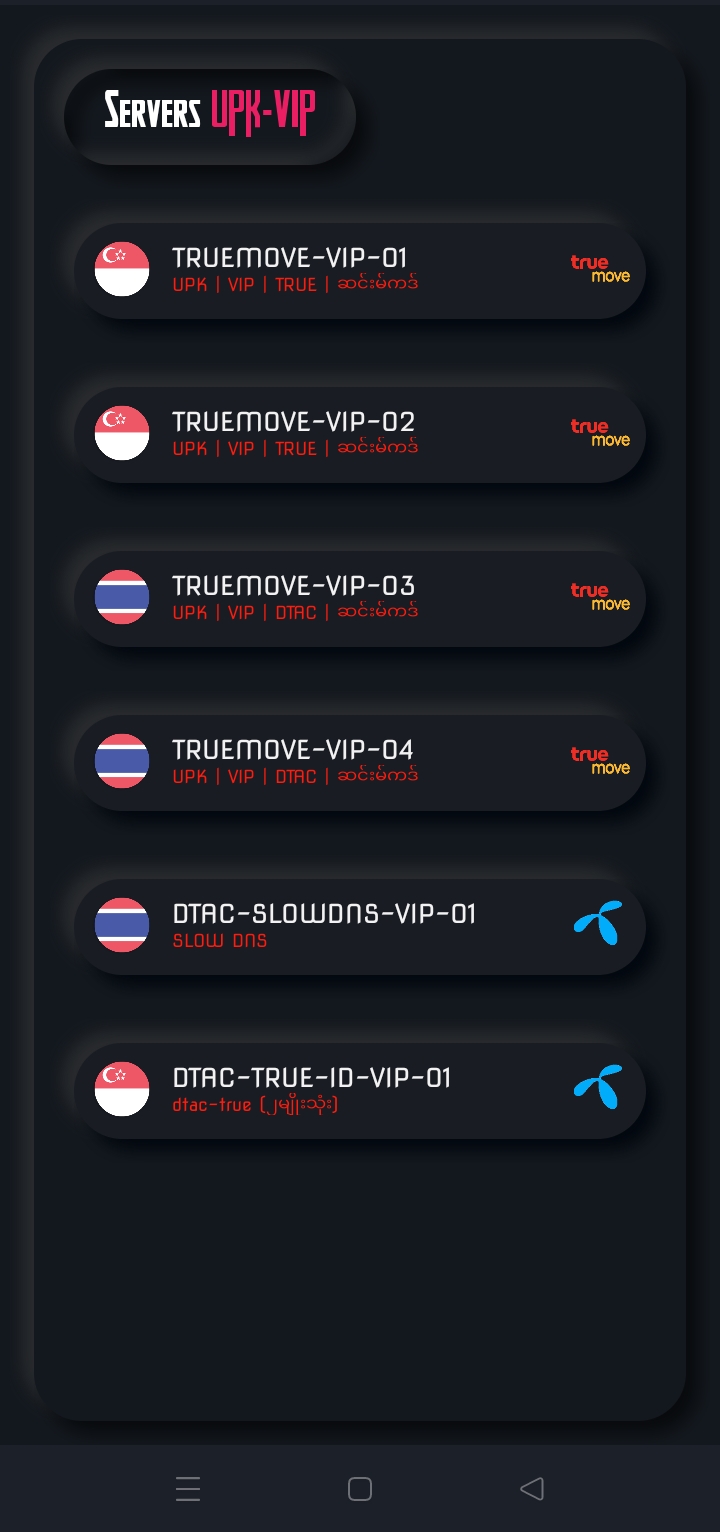 Servers UPK-VIP
TRUEMOVE-VIP-01
UPK | VIP | TRUE | ဆင်းမ်ကဒ်
true
move
TRUEMOVE-VIP-02
UPK | VIP | TRUE | ဆင်းမ်ကဒ်
true
move
TRUEMOVE-VIP-03
UPK | VIP | DTAC | ဆင်းမ်ကဒ်
true
move
TRUEMOVE-VIP-04
UPK | VIP | DTAC | ဆင်းမ်ကဒ်
true
move
DTAC-SLOWDNS-VIP-01
SLOW DNS
DTAC-TRUE-ID-VIP-01
dtac-true (၂မျိုးသုံး)